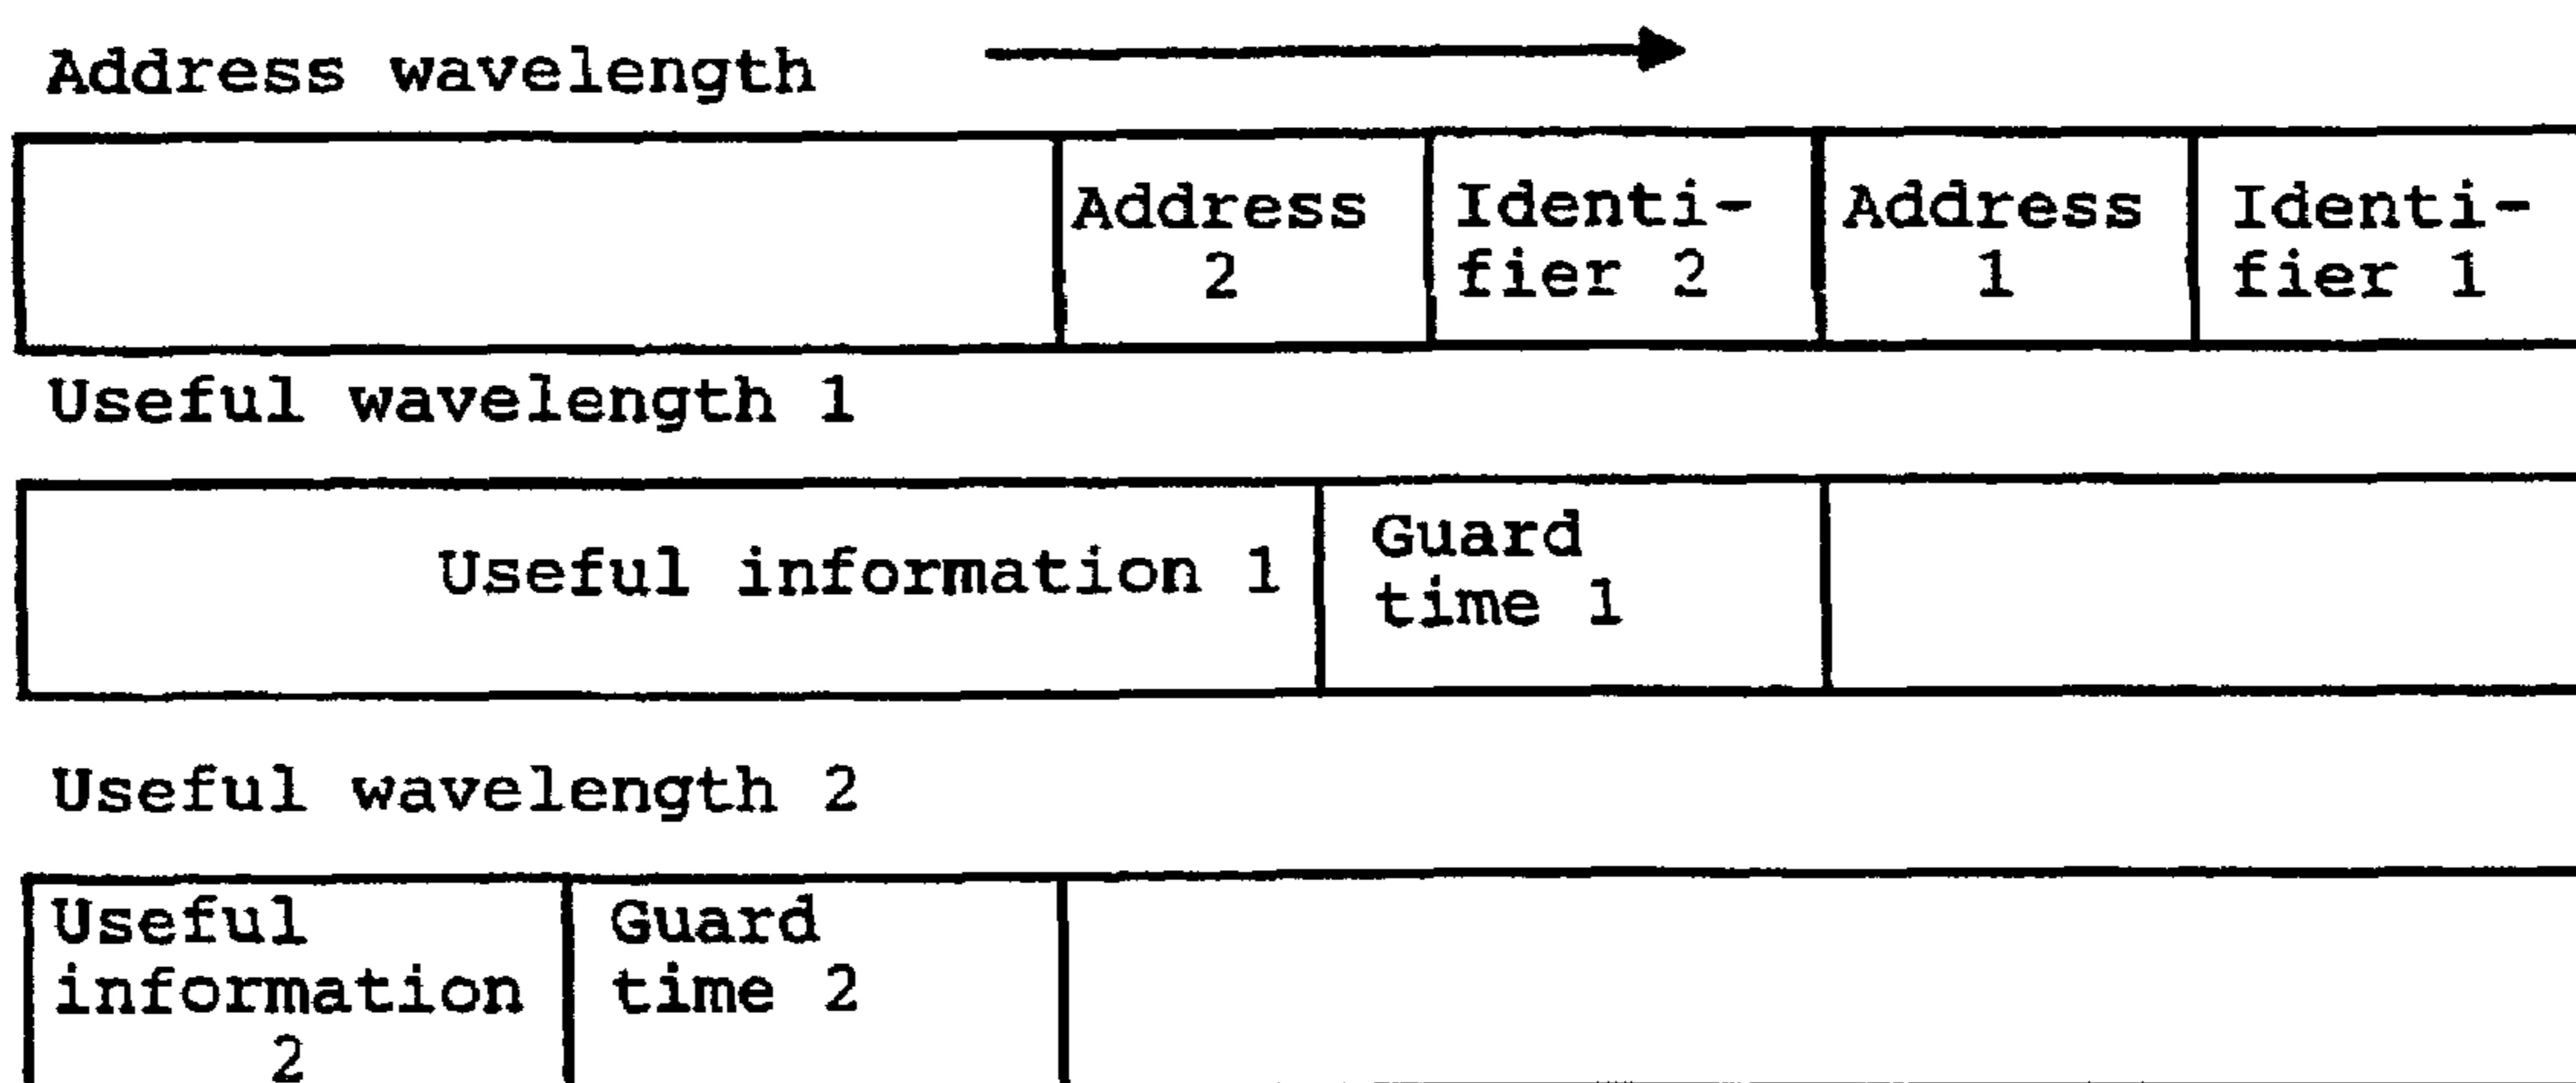 Address wavelength
Address
2
Identi-
fier 2
Address
1
Identi-
fier 1
Useful wavelength 1
Useful information 1
Guard
time 1
Useful wavelength 2
Useful
information
2
Guard
time 2